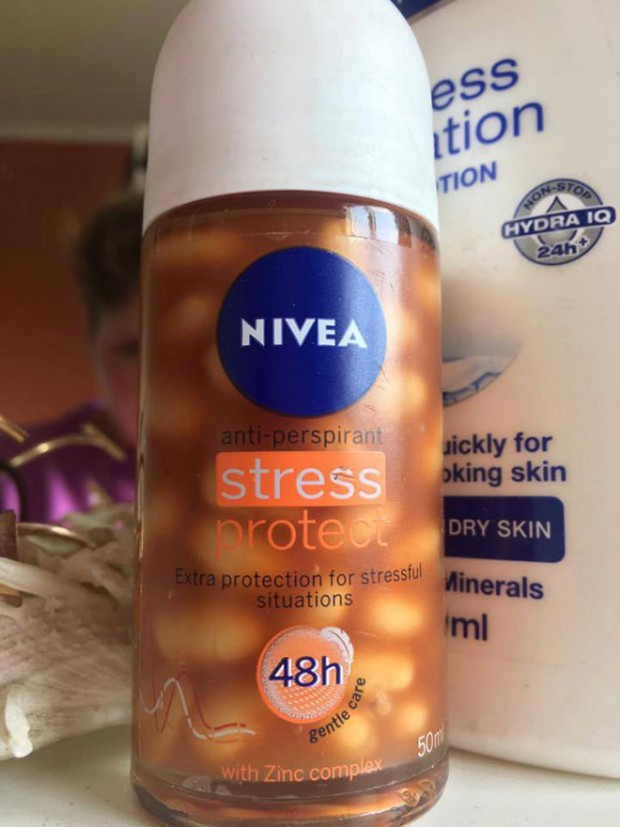 NIVEA
anti-perspirant
stress
protect
Extra protection for stressful
situations
48h
gentle care
50ml
with Zinc complex
ess
ation
TION
NON-STOP
HYDRA IQ
24h+
uickly for
oking skin
DRY SKIN
Minerals
ml